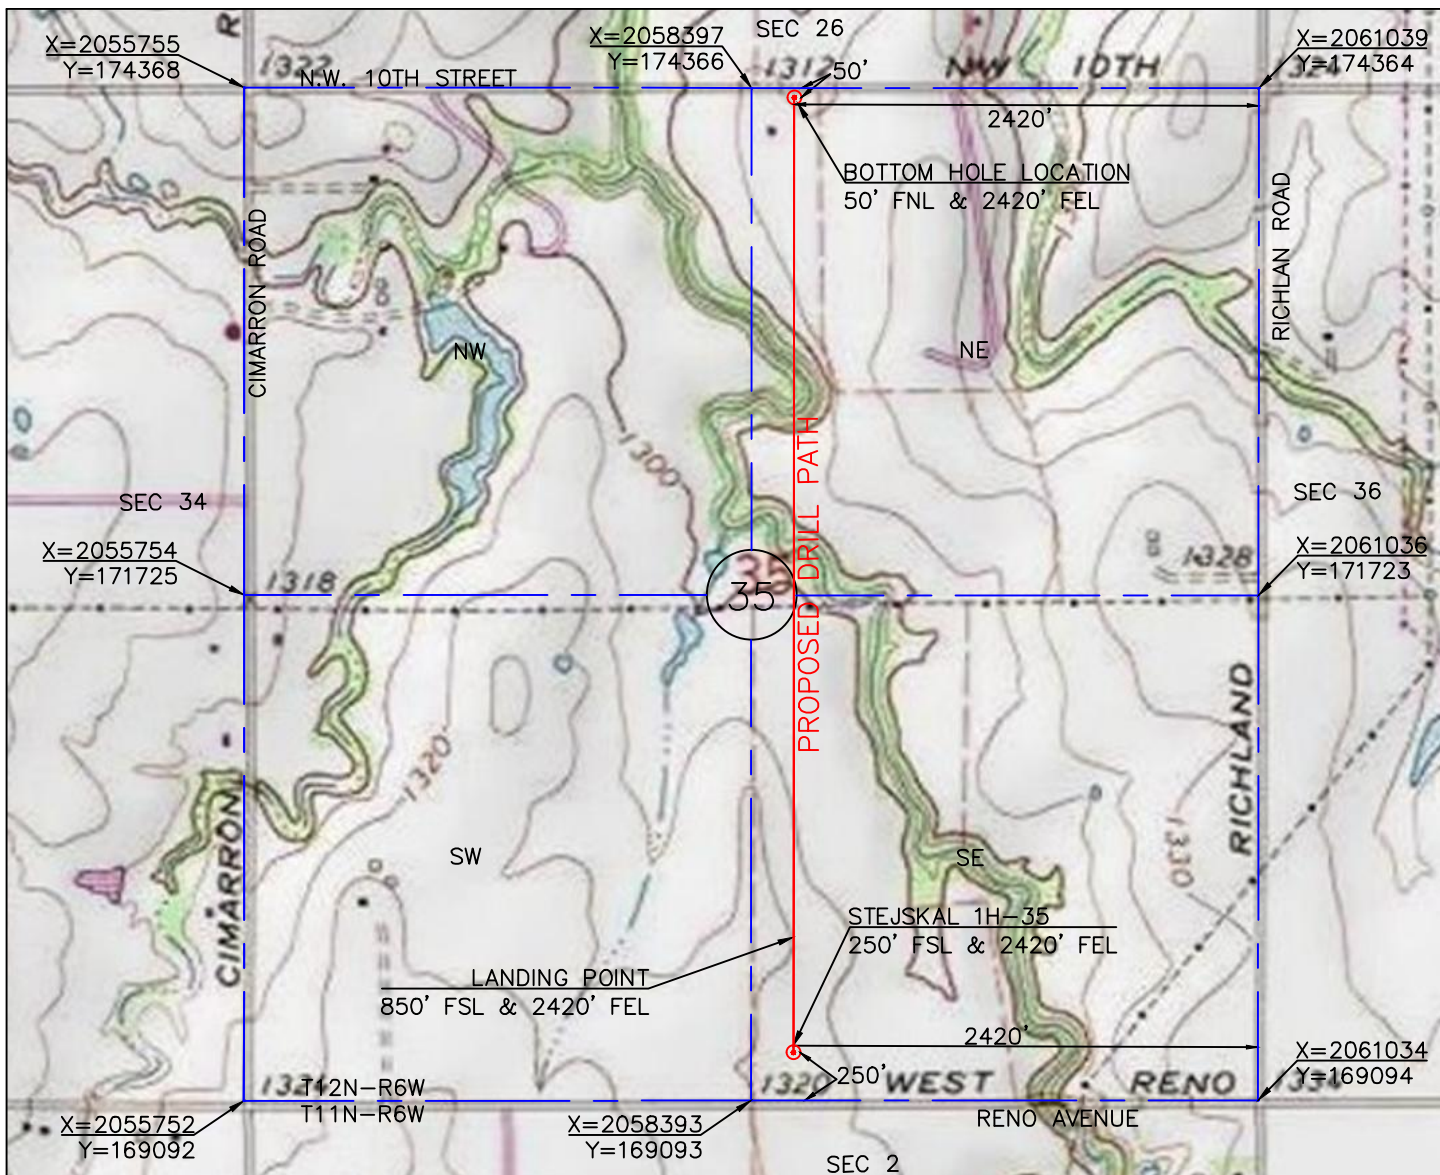 SEC 26
X=2055755
Y=174368
X=2058397
Y=174366
X=2061039
Y=174364
1322
N.W. 10TH STREET
1312
50'
NW 10TH
2420'
BOTTOM HOLE LOCATION
50' FNL & 2420' FEL
CIMARRON ROAD
RICHLAN ROAD
NW
NE
1300
PROPOSED DRILL PATH
SEC 34
SEC 36
X=2055754
Y=171725
1318
35
35
1328
X=2061036
Y=171723
RICHLAND
1320
CIMARRON
SW
SE
1330
STEJSKAL 1H-35
250' FSL & 2420' FEL
LANDING POINT
850' FSL & 2420' FEL
2420'
X=2061034
Y=169094
T12N-R6W
T11N-R6W
1320
250'
WEST RENO
RENO AVENUE
X=2055752
Y=169092
X=2058393
Y=169093
SEC 2